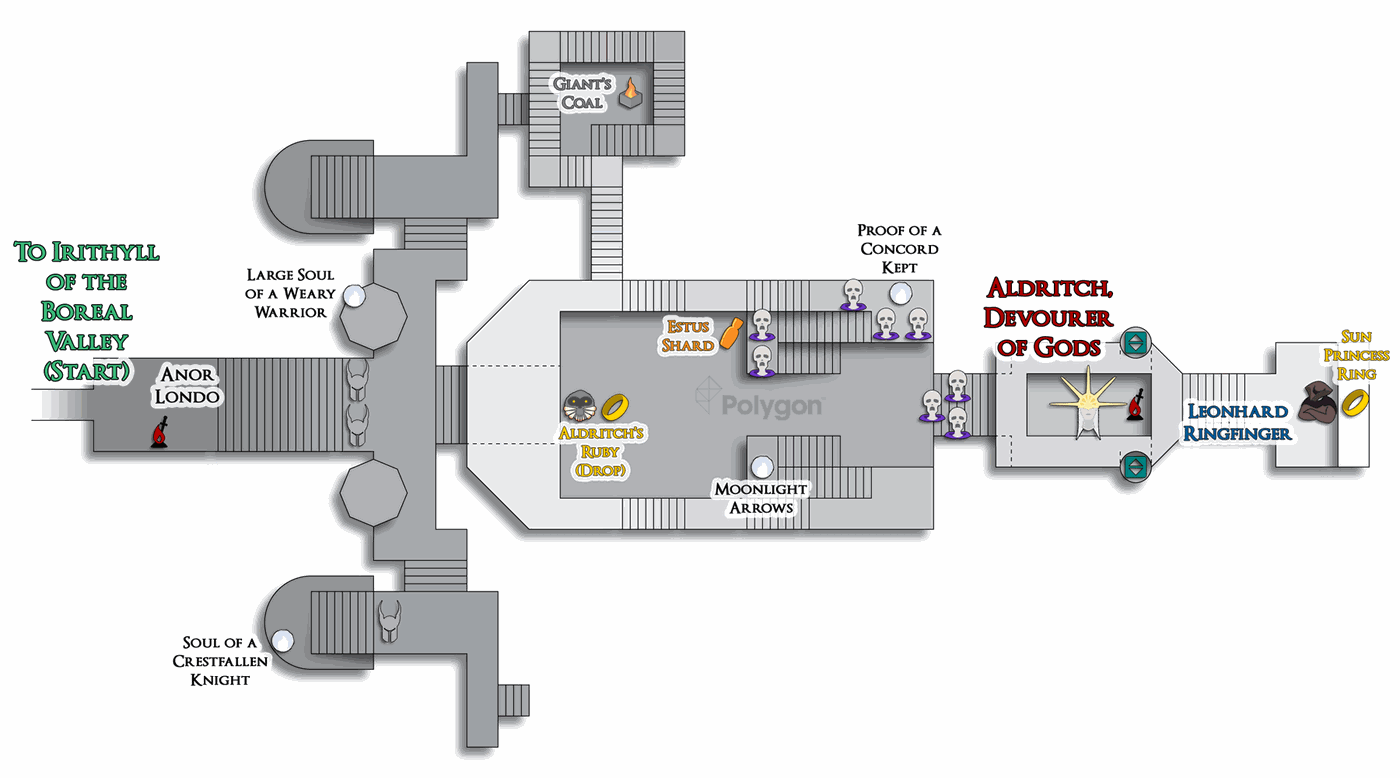 Giant's
Coal
Proof of a
Concord
Kept
To Irithyll
of the
Boreal
Valley
(Start)
Large Soul
of a Weary
Warrior
Aldritch,
Devourer
of Gods
Estus
Shard
Sun
Princess
Ring
Anor
Londo
Polygon
Leonhard
Ringfinger
Aldritch's
Ruby
(Drop)
Moonlight
Arrows
Soul of a
Crestfallen
Knight